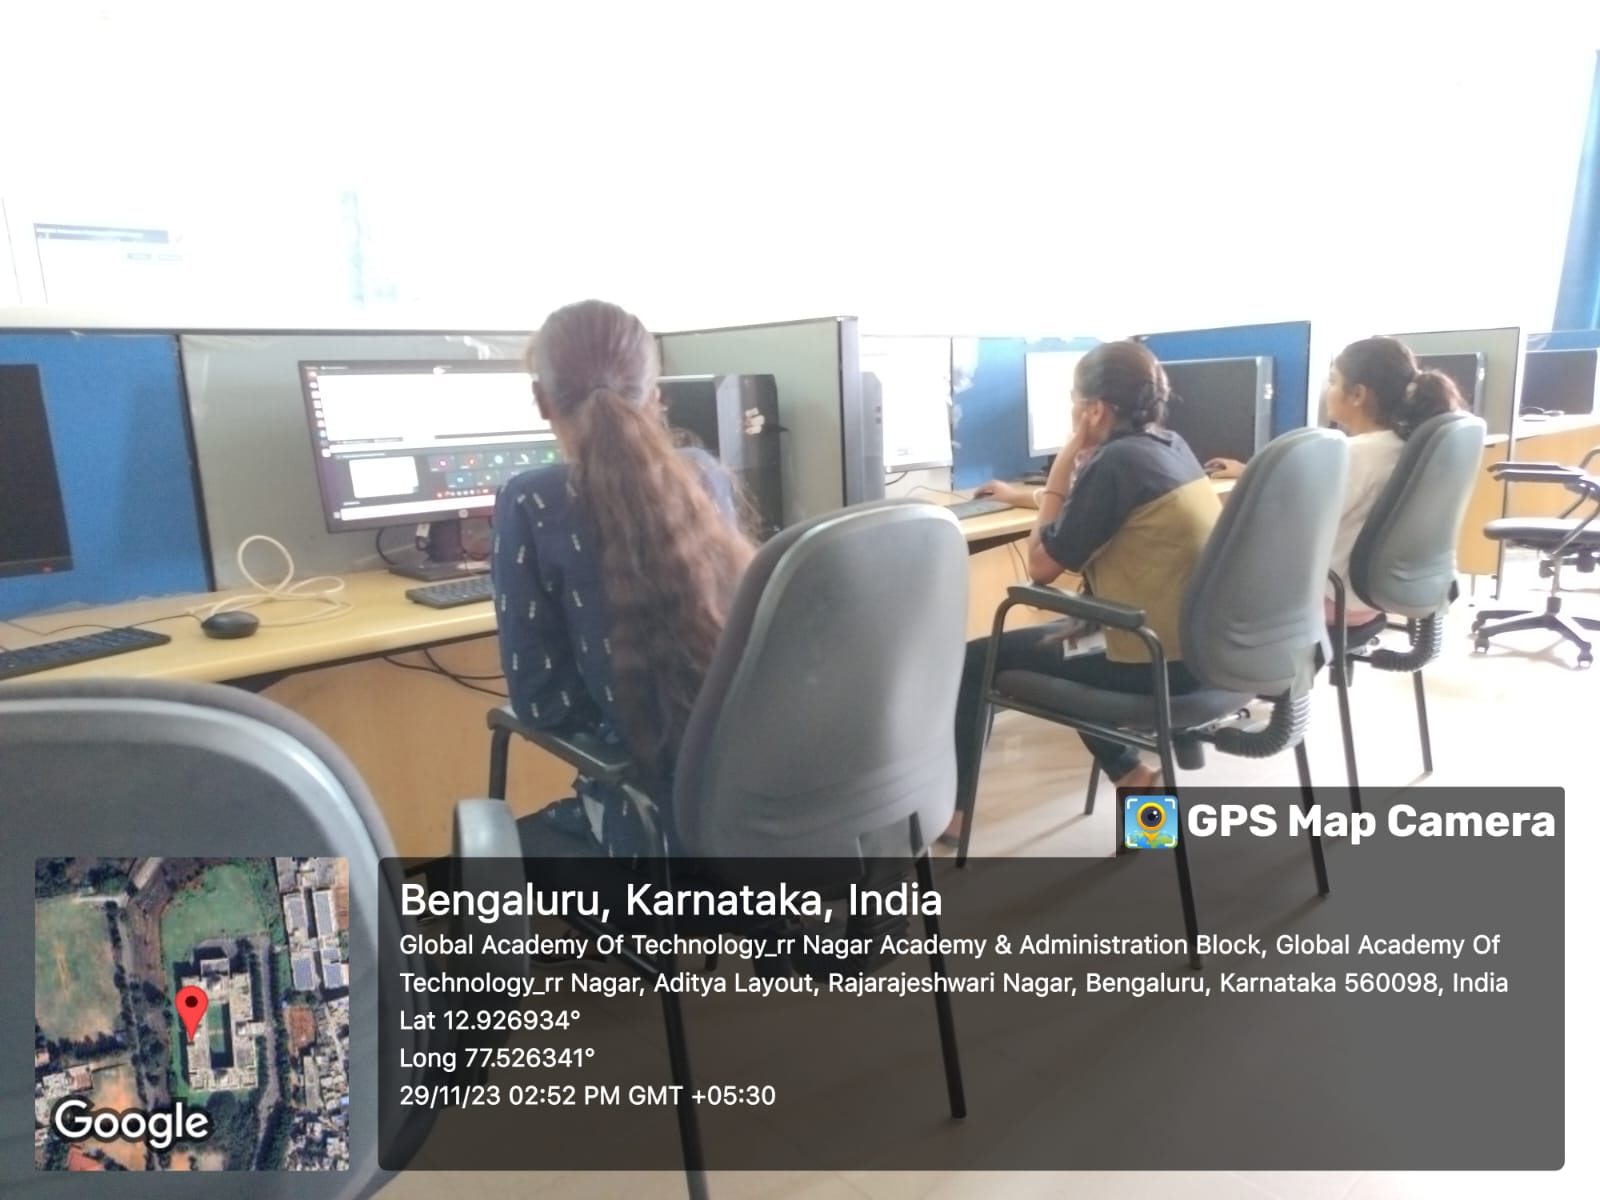 GPS Map Camera
Bengaluru, Karnataka, India
Global Academy Of Technology_rr Nagar Academy & Administration Block, Global Academy Of
Technology_rr Nagar, Aditya Layout, Rajarajeshwari Nagar, Bengaluru, Karnataka 560098, India
Lat 12.926934°
Long 77.526341°
29/11/23 02:52 PM GMT +05:30
Google